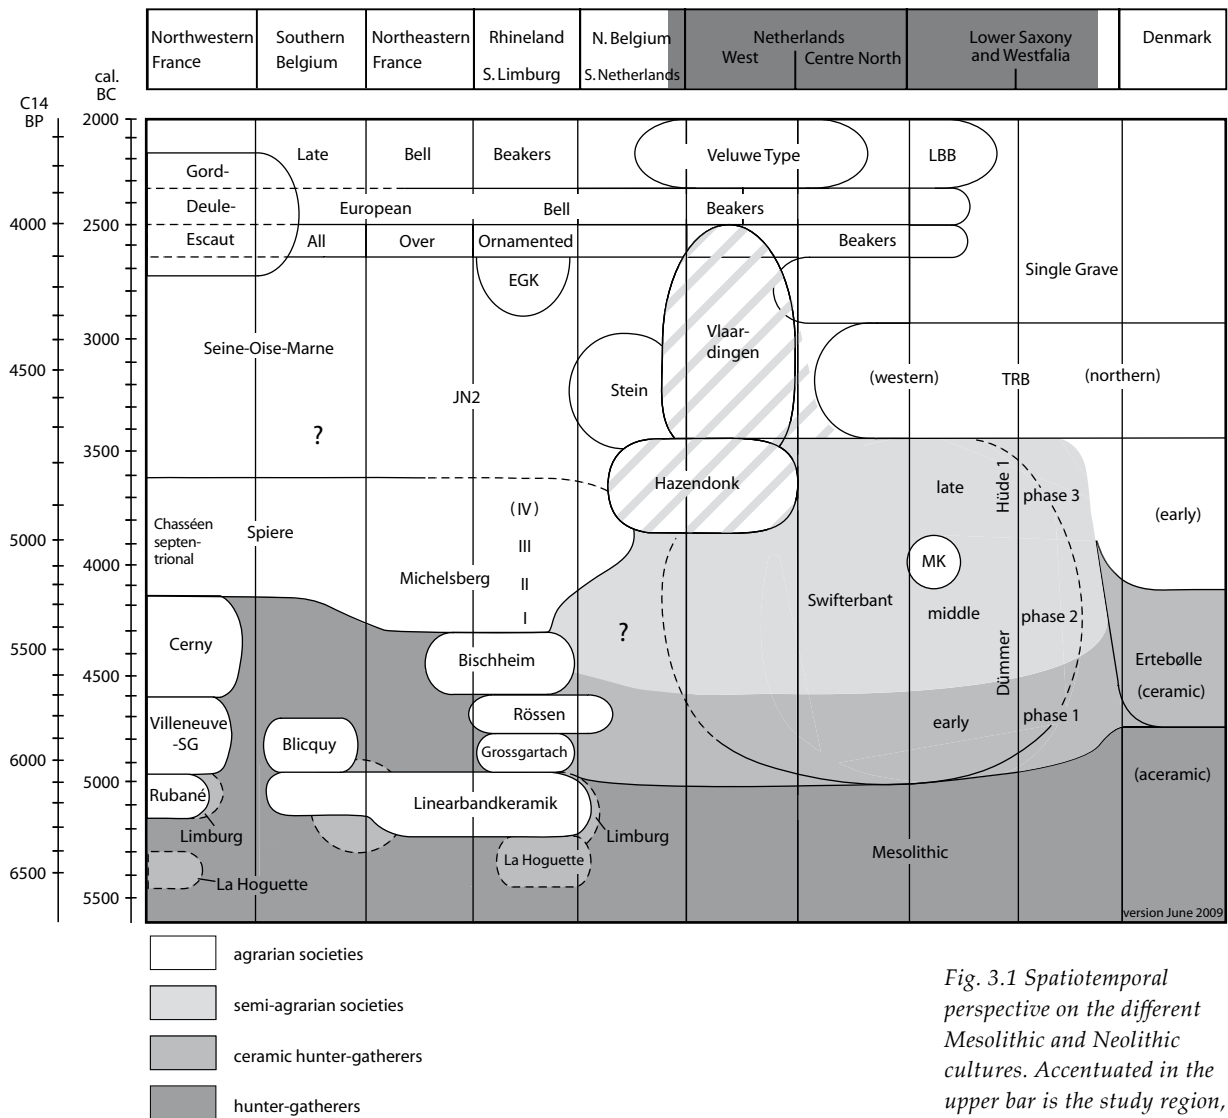 Northwestern France
Southern Belgium
Northeastern France
Rhineland
S. Limburg
N. Belgium
S. Netherlands
Netherlands
West
Centre North
Lower Saxony and Westfalia
Denmark
C14 BP
cal. BC
2000
2500
3000
3500
4000
4500
5000
5500
4000
4500
5000
5500
6000
6500
Late Bell Beakers
Veluwe Type
LBB
Gord-
Deule-
European Bell Beakers
Escaut
All Over Ornamented
Beakers
EGK
Single Grave
Seine-Oise-Marne
Vlaar-
dingen
Stein
(western) TRB (northern)
JN2
?
Hazendonk
late
Hüde 1
phase 3
(IV)
(early)
Chasséen
septen-
trional
Spiere
III
MK
Michelsberg
II
Swifterbant
middle
I
?
phase 2
Cerny
Bischheim
Dümmer
Ertebølle
(ceramic)
Villeneuve
-SG
Rössen
early
phase 1
Blicquy
Grossgartach
(aceramic)
Rubané
Linearbandkeramik
Limburg
Limburg
La Hoguette
La Hoguette
Mesolithic
version June 2009
agrarian societies
semi-agrarian societies
ceramic hunter-gatherers
hunter-gatherers
Fig. 3.1 Spatiotemporal
perspective on the different
Mesolithic and Neolithic
cultures. Accentuated in the
upper bar is the study region,